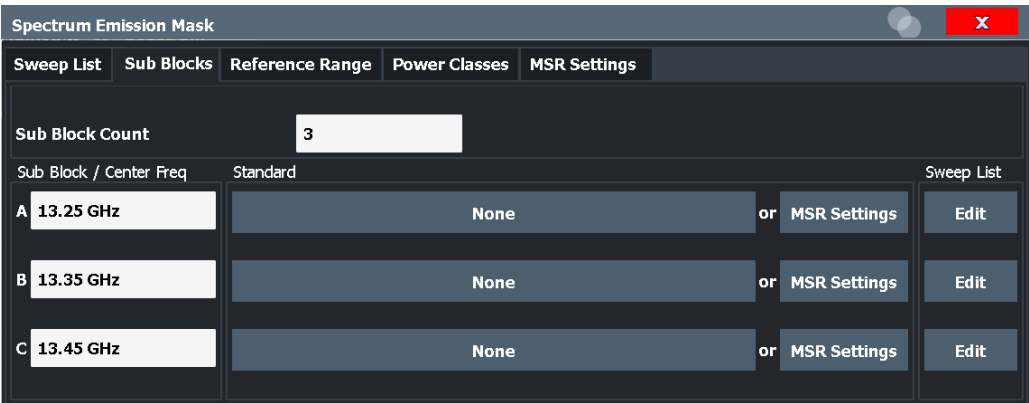 Spectrum Emission Mask
X
Sweep List Sub Blocks Reference Range Power Classes MSR Settings
Sub Block Count 3
Sub Block / Center Freq Standard Sweep List
A 13.25 GHz None or MSR Settings Edit
B 13.35 GHz None or MSR Settings Edit
C 13.45 GHz None or MSR Settings Edit